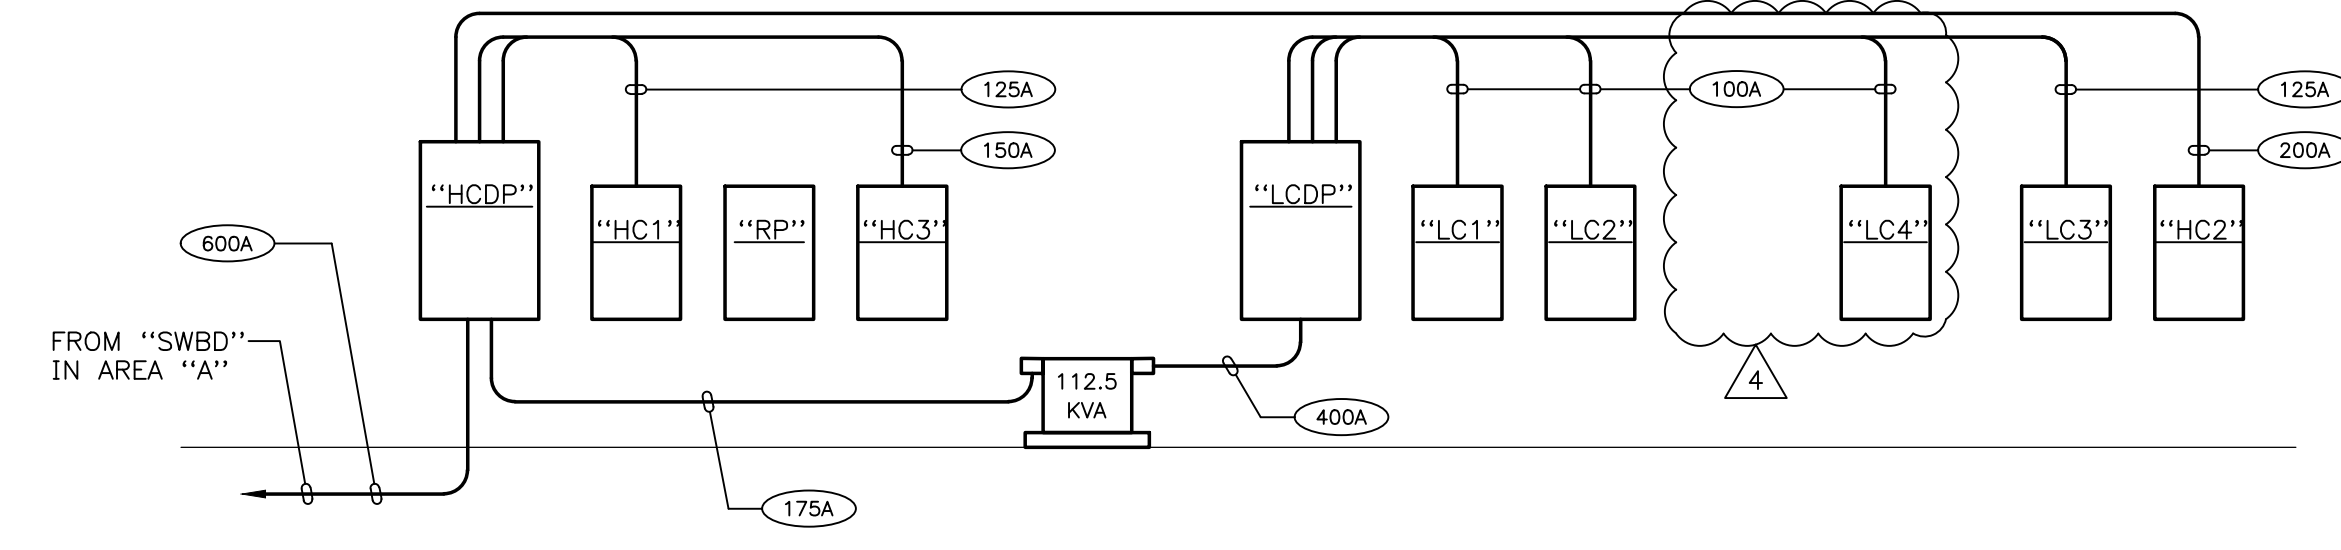 125A
100A
125A
150A
200A
“HCDP”
“LCDP”
“HC1”
“RP”
“HC3”
“LC1”
“LC2”
“LC4”
“LC3”
“HC2”
600A
FROM “SWBD”
IN AREA “A”
112.5
KVA
4
400A
175A